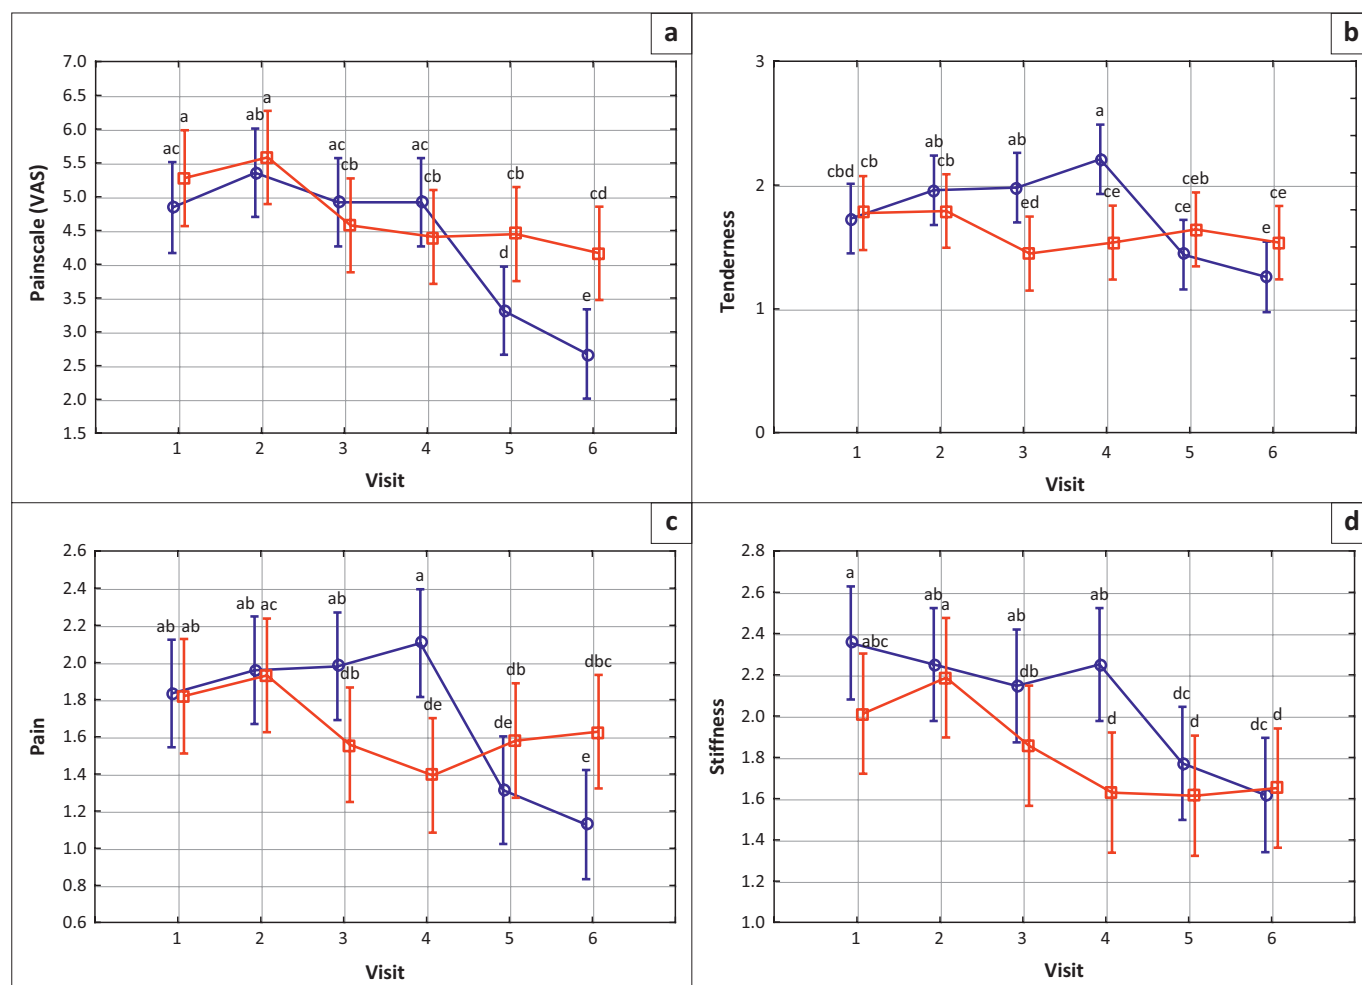 a
7.0
6.5
6.0
5.5
5.0
4.5
4.0
3.5
3.0
2.5
2.0
1.5
Painscale (VAS)
ac
a
ab
a
ac
cb
ac
cb
d
cb
e
cd
1 2 3 4 5 6
Visit
b
3
2
1
0
Tenderness
cbd
cb
ab
cb
ab
ed
a
ce
ce
ceb
e
ce
1 2 3 4 5 6
Visit
c
2.6
2.4
2.2
2.0
1.8
1.6
1.4
1.2
1.0
0.8
0.6
Pain
ab
ab
ab
ac
ab
db
a
de
de
db
e
dbc
1 2 3 4 5 6
Visit
d
2.8
2.6
2.4
2.2
2.0
1.8
1.6
1.4
1.2
1.0
Stiffness
a
abc
ab
a
ab
db
ab
d
dc
d
dc
d
1 2 3 4 5 6
Visit